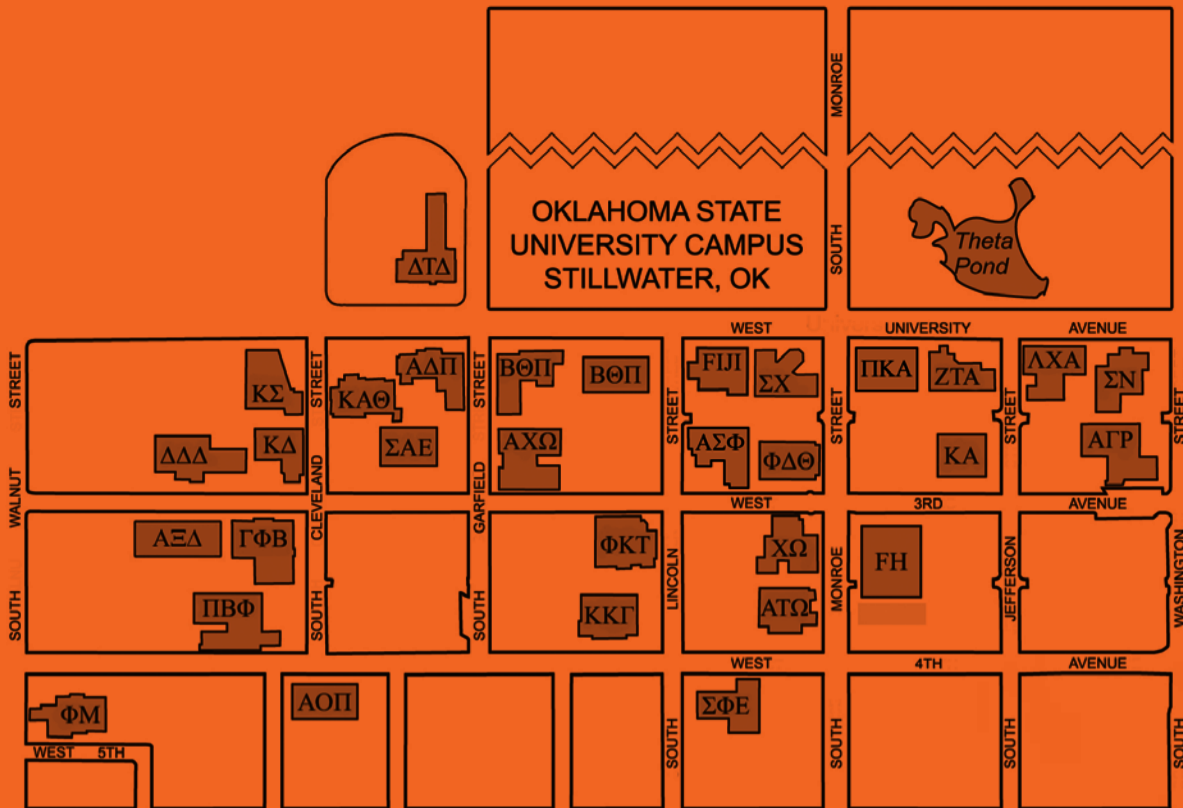 MONROE
SOUTH
OKLAHOMA STATE
UNIVERSITY CAMPUS
STILLWATER, OK
Theta
Pond
ΔΤΔ
WEST UNIVERSITY AVENUE
STREET
STREET
STREET
STREET
STREET
STREET
STREET
ΚΣ
ΚΑΘ
ΑΔΠ
ΒΘΠ
ΒΘΠ
FIJI
ΣΧ
ΠΚΑ
ΖΤΑ
ΛΧΑ
ΣΝ
ΔΔΔ
ΚΔ
ΣΑΕ
ΑΧΩ
ΑΣΦ
ΦΔΘ
ΚΑ
ΑΓΡ
WALNUT
CLEVELAND
GARFIELD
WEST 3RD AVENUE
ΑΞΔ
ΓΦΒ
ΦΚΤ
ΧΩ
FH
LINCOLN
MONROE
JEFFERSON
WASHINGTON
SOUTH
SOUTH
SOUTH
ΠΒΦ
ΚΚΓ
ΑΤΩ
WEST 4TH AVENUE
ΦΜ
ΑΟΠ
ΣΦΕ
SOUTH
SOUTH
SOUTH
SOUTH
WEST 5TH